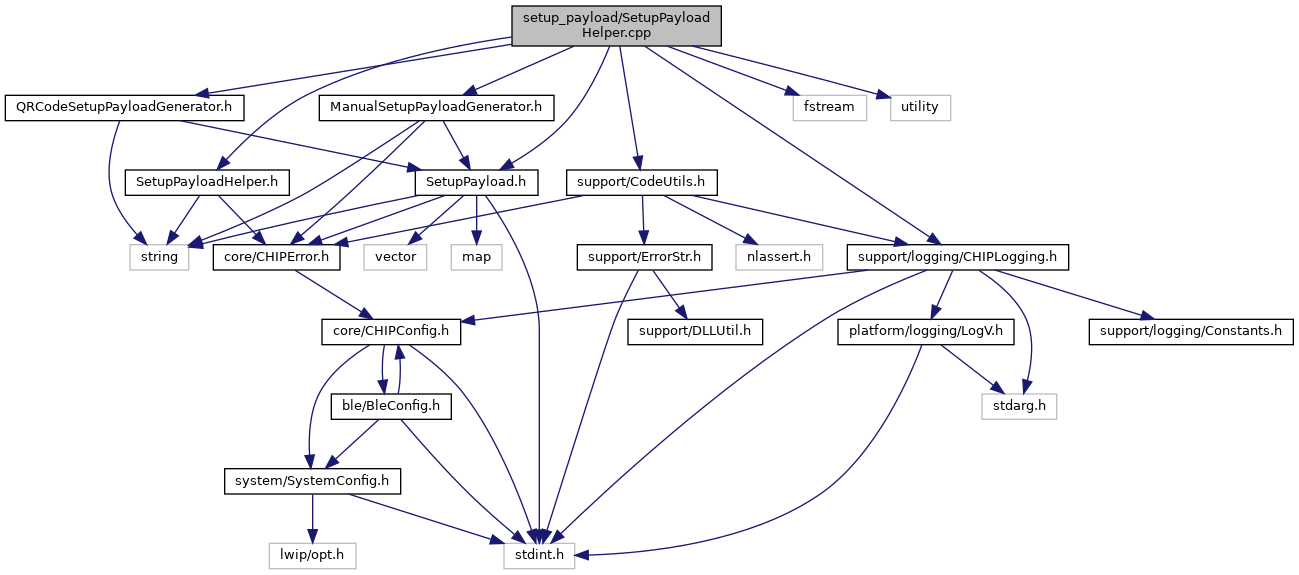 setup_payload/SetupPayload
Helper.cpp
QRCodeSetupPayloadGenerator.h
ManualSetupPayloadGenerator.h
fstream
utility
SetupPayloadHelper.h
SetupPayload.h
support/CodeUtils.h
string
core/CHIPError.h
vector
map
support/ErrorStr.h
nlassert.h
support/logging/CHIPLogging.h
core/CHIPConfig.h
support/DLLUtil.h
platform/logging/LogV.h
support/logging/Constants.h
ble/BleConfig.h
stdarg.h
system/SystemConfig.h
lwip/opt.h
stdint.h